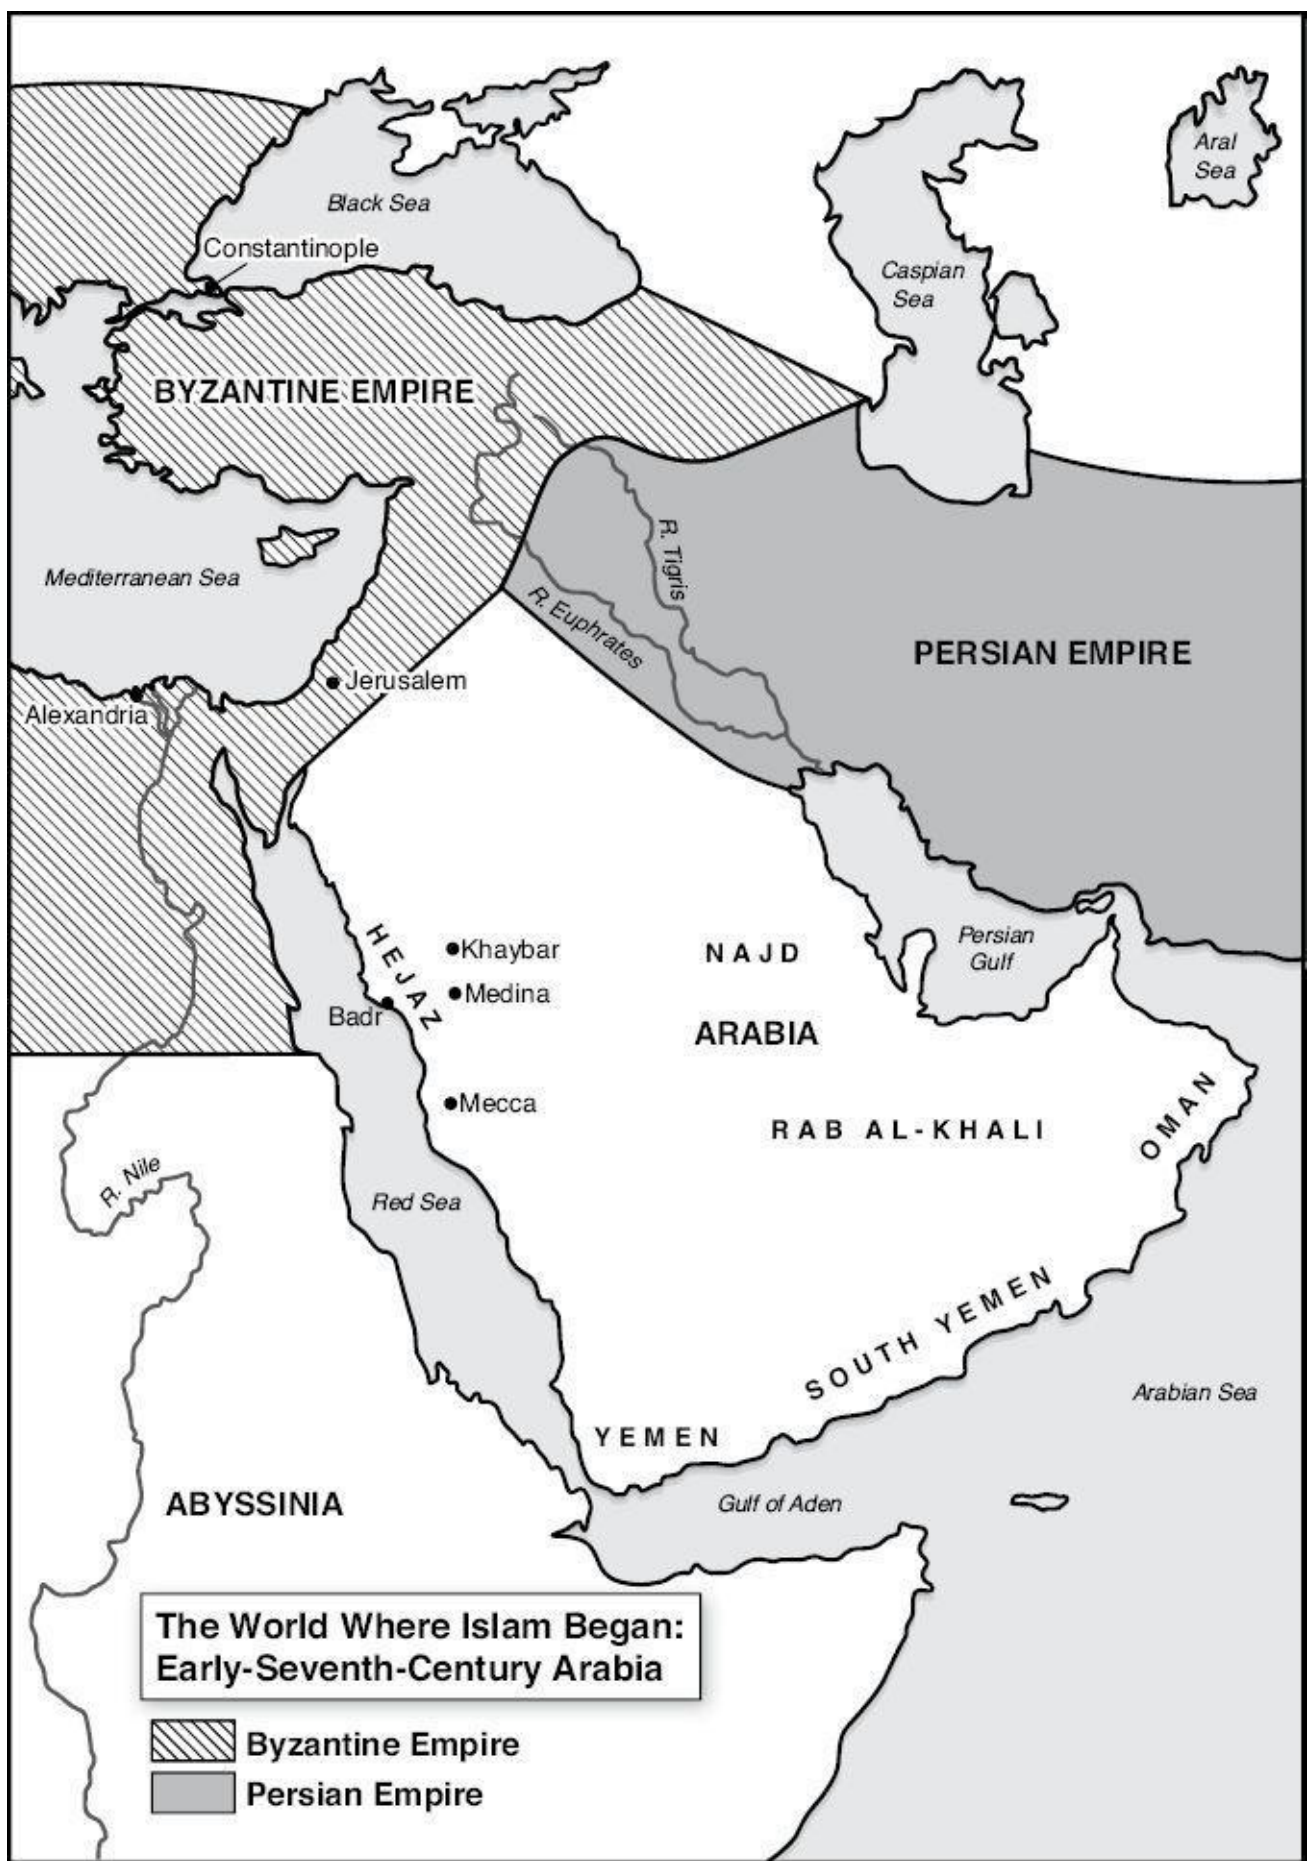 Aral
Sea
Black Sea
Constantinople
Caspian
Sea
BYZANTINE EMPIRE
R. Tigris
Mediterranean Sea
R. Euphrates
PERSIAN EMPIRE
Jerusalem
Alexandria
HEJAZ
Khaybar
NAJD
Persian
Gulf
Medina
Badr
ARABIA
Mecca
RAB AL-KHALI
OMAN
R. Nile
Red Sea
SOUTH YEMEN
Arabian Sea
YEMEN
ABYSSINIA
Gulf of Aden
The World Where Islam Began:
Early-Seventh-Century Arabia
Byzantine Empire
Persian Empire